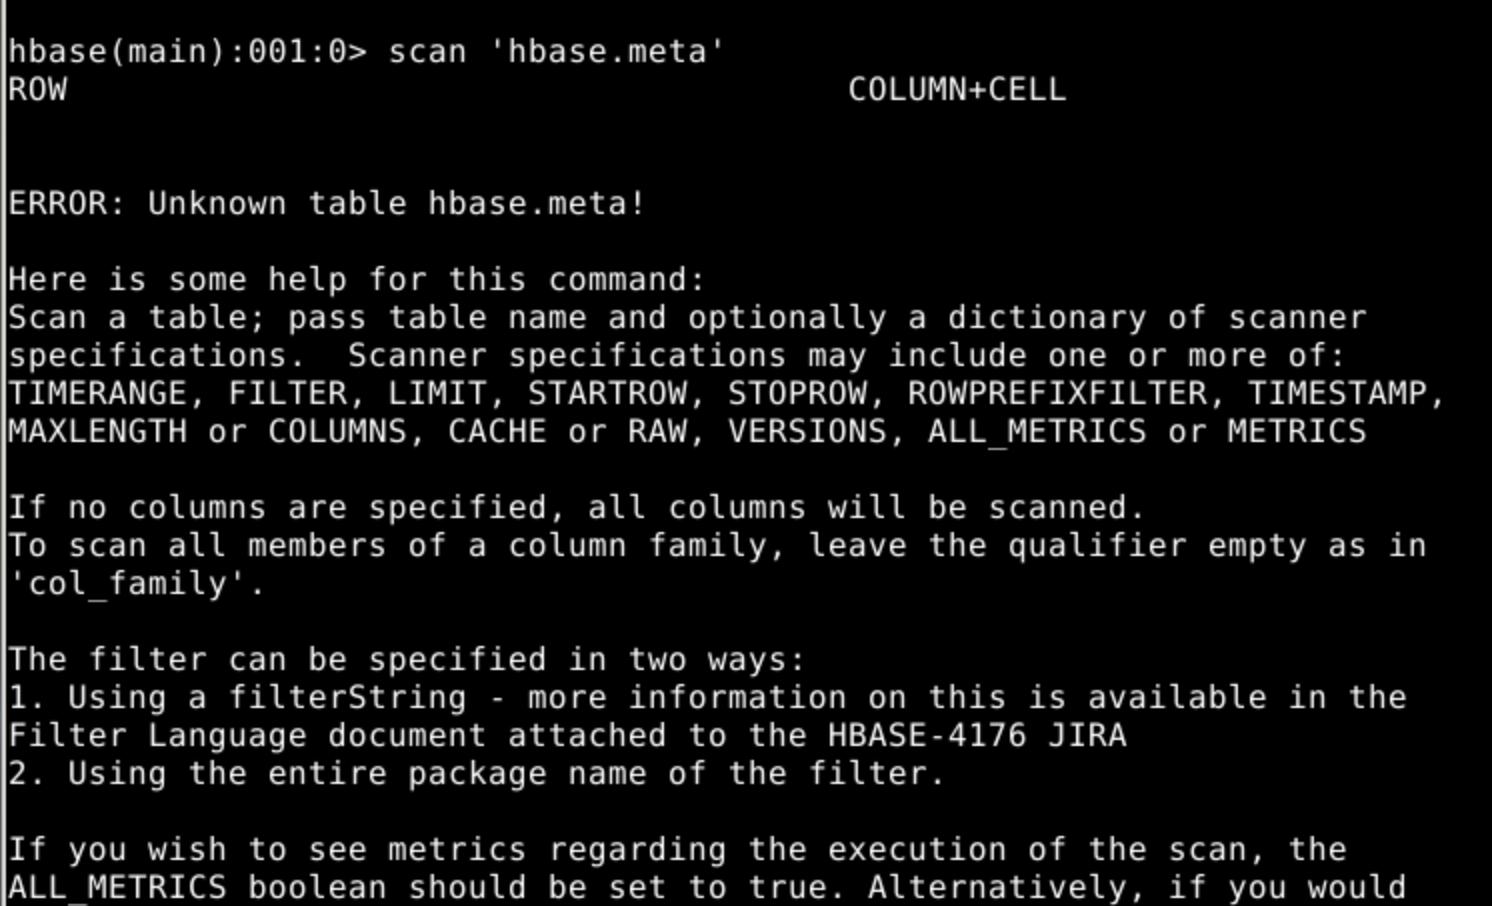 hbase(main):001:0> scan 'hbase.meta'
ROW                                       COLUMN+CELL
ERROR: Unknown table hbase.meta!
Here is some help for this command:
Scan a table; pass table name and optionally a dictionary of scanner
specifications.  Scanner specifications may include one or more of:
TIMERANGE, FILTER, LIMIT, STARTROW, STOPROW, ROWPREFIXFILTER, TIMESTAMP,
MAXLENGTH or COLUMNS, CACHE or RAW, VERSIONS, ALL_METRICS or METRICS
If no columns are specified, all columns will be scanned.
To scan all members of a column family, leave the qualifier empty as in
'col_family'.
The filter can be specified in two ways:
1. Using a filterString - more information on this is available in the
Filter Language document attached to the HBASE-4176 JIRA
2. Using the entire package name of the filter.
If you wish to see metrics regarding the execution of the scan, the
ALL_METRICS boolean should be set to true. Alternatively, if you would